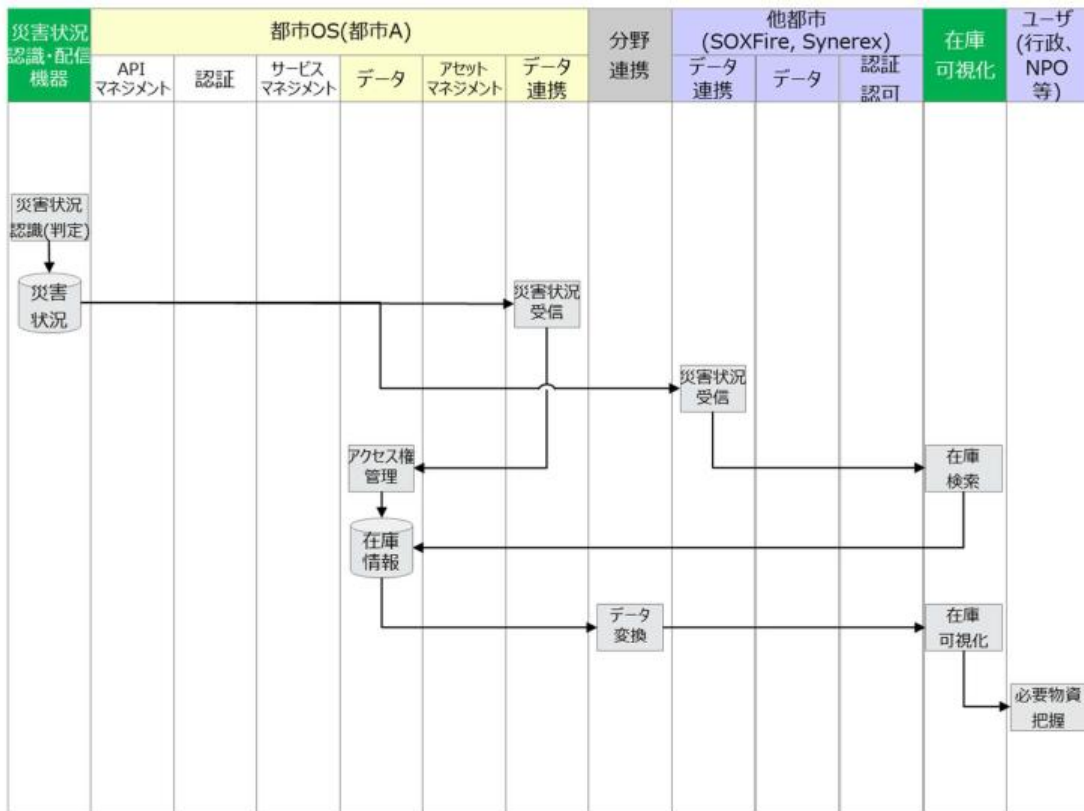 災害状況
認識・配信
機器
都市OS(都市A)
分野
連携
他都市
(SOXFire, Synerex)
在庫
可視化
ユーザ
(行政、
NPO
等)
API
マネジメント
認証
サービス
マネジメント
データ
アセット
マネジメント
データ
連携
データ
連携
データ
認証
認可
災害状況
認識(判定)
災害
状況
災害状況
受信
災害状況
受信
アクセス権
管理
在庫
検索
在庫
情報
データ
変換
在庫
可視化
必要物資
把握